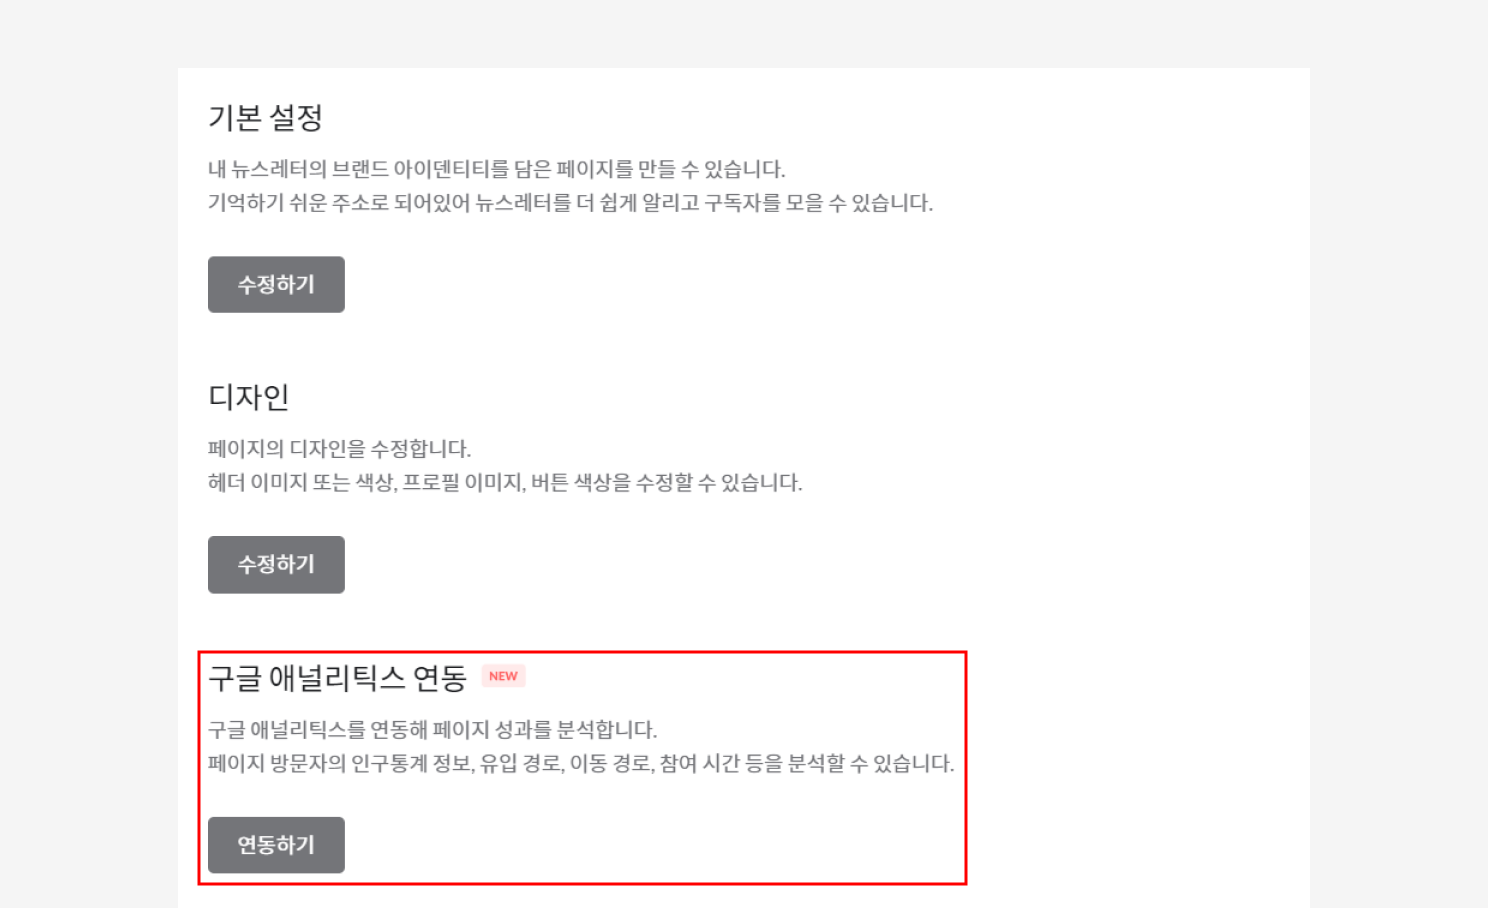 기본 설정
내 뉴스레터의 브랜드 아이덴티티를 담은 페이지를 만들 수 있습니다.
기억하기 쉬운 주소로 되어있어 뉴스레터를 더 쉽게 알리고 구독자를 모을 수 있습니다.
수정하기
디자인
페이지의 디자인을 수정합니다.
헤더 이미지 또는 색상, 프로필 이미지, 버튼 색상을 수정할 수 있습니다.
수정하기
구글 애널리틱스 연동 NEW
구글 애널리틱스를 연동해 페이지 성과를 분석합니다.
페이지 방문자의 인구통계 정보, 유입 경로, 이동 경로, 참여 시간 등을 분석할 수 있습니다.
연동하기